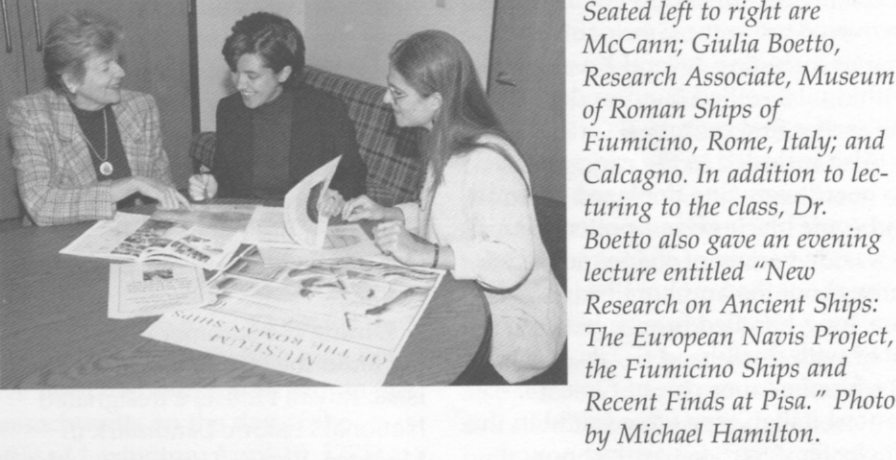 Seated left to right are
McCann; Giulia Boetto,
Research Associate, Museum
of Roman Ships of
Fiumicino, Rome, Italy; and
Calcagno. In addition to lec-
turing to the class, Dr.
Boetto also gave an evening
lecture entitled “New
Research on Ancient Ships:
The European Navis Project,
the Fiumicino Ships and
Recent Finds at Pisa.” Photo
by Michael Hamilton.
MUSEUM
OF THE ROMAN SHIPS